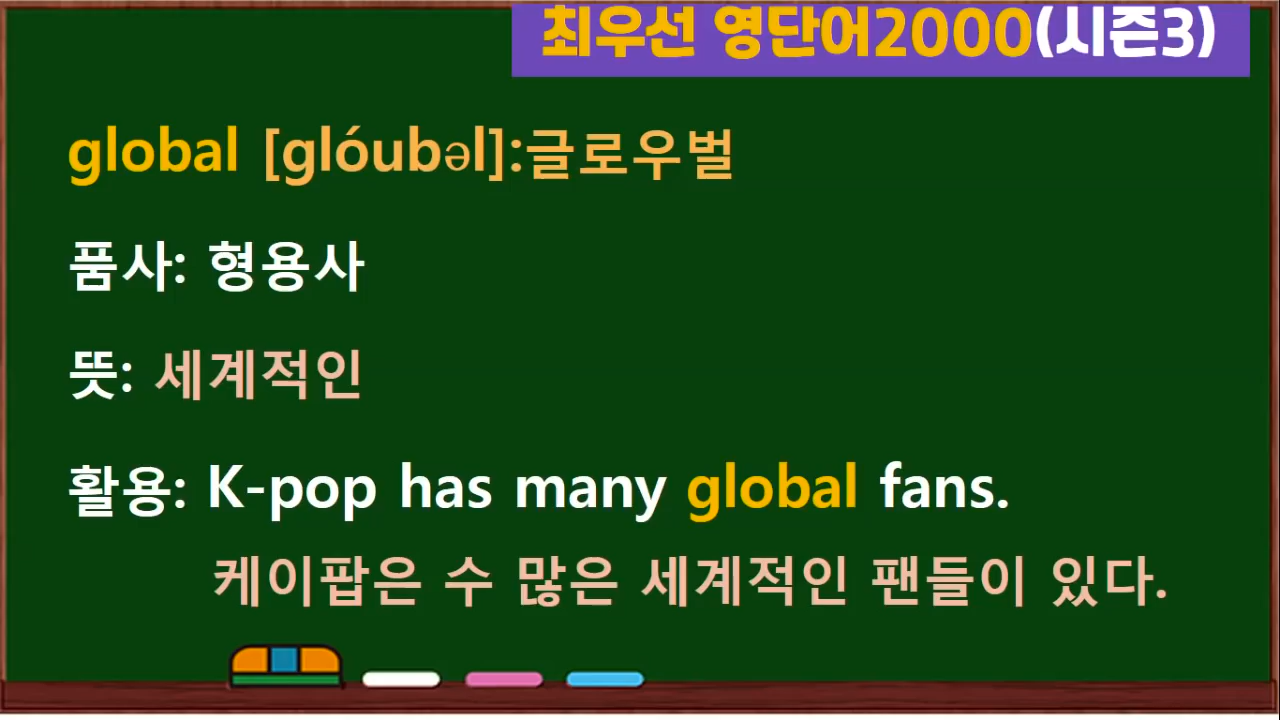 최우선 영단어2000(시즌3)
global [glóubəl]:글로우벌
품사: 형용사
뜻: 세계적인
활용: K-pop has many global fans.
케이팝은 수 많은 세계적인 팬들이 있다.